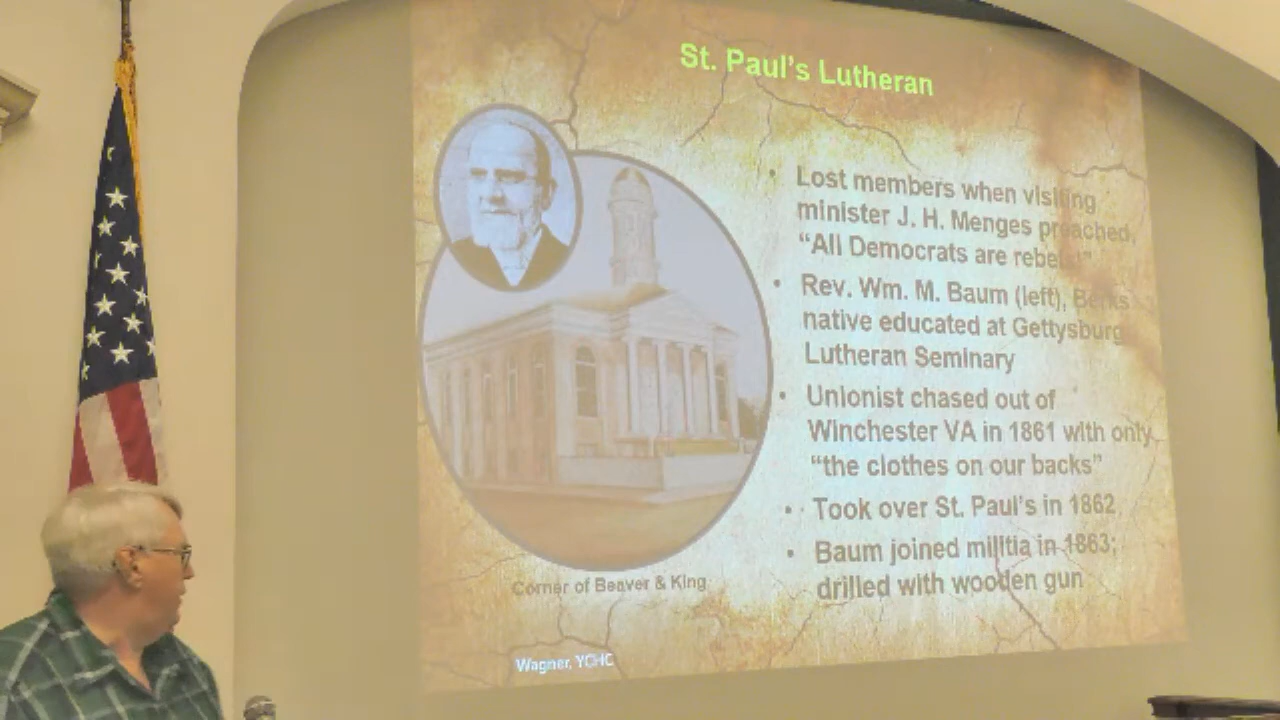 St. Paul's Lutheran
• Lost members when visiting
minister J. H. Menges preached,
“All Democrats are rebels!”
• Rev. Wm. M. Baum (left), Berks
native educated at Gettysburg
Lutheran Seminary
• Unionist chased out of
Winchester VA in 1861 with only
“the clothes on our backs”
• Took over St. Paul's in 1862
• Baum joined militia in 1863;
drilled with wooden gun
Corner of Beaver & King
Wagner, YCHC